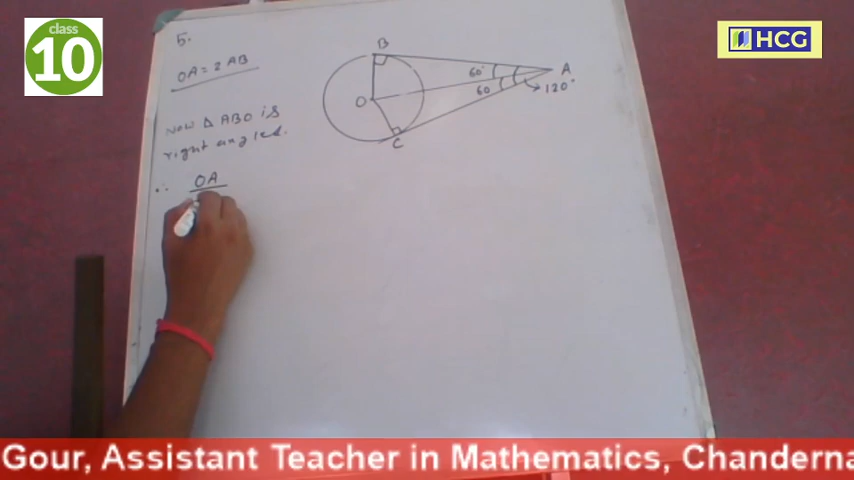 class
10
HCG
5.
OA = 2 AB
NOW Δ ABO is
right angled.
∴ OA
B
O
C
A
60°
60
120°
Gour, Assistant Teacher in Mathematics, Chanderna